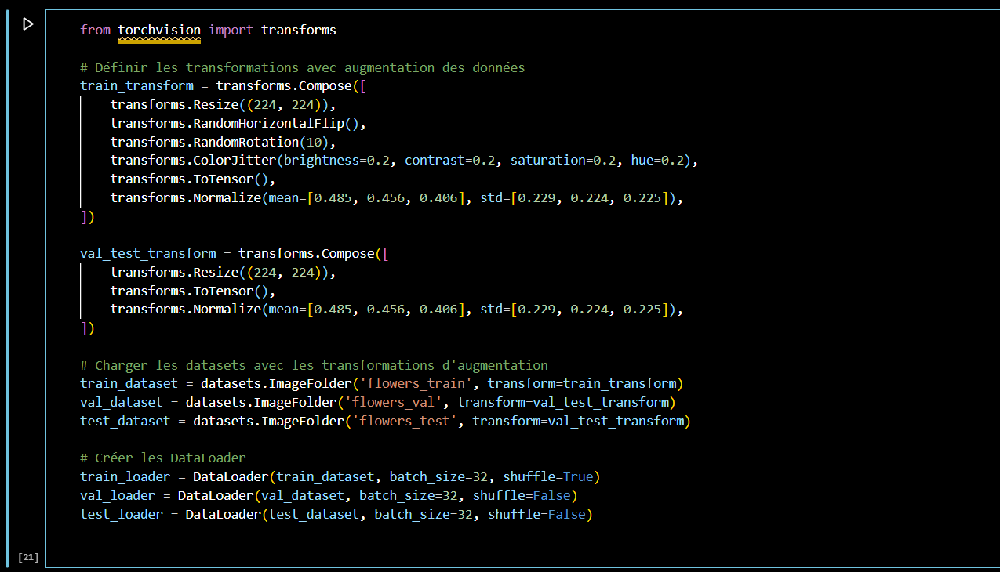 from torchvision import transforms
# Définir les transformations avec augmentation des données
train_transform = transforms.Compose([
    transforms.Resize((224, 224)),
    transforms.RandomHorizontalFlip(),
    transforms.RandomRotation(10),
    transforms.ColorJitter(brightness=0.2, contrast=0.2, saturation=0.2, hue=0.2),
    transforms.ToTensor(),
    transforms.Normalize(mean=[0.485, 0.456, 0.406], std=[0.229, 0.224, 0.225]),
])
val_test_transform = transforms.Compose([
    transforms.Resize((224, 224)),
    transforms.ToTensor(),
    transforms.Normalize(mean=[0.485, 0.456, 0.406], std=[0.229, 0.224, 0.225]),
])
# Charger les datasets avec les transformations d'augmentation
train_dataset = datasets.ImageFolder('flowers_train', transform=train_transform)
val_dataset = datasets.ImageFolder('flowers_val', transform=val_test_transform)
test_dataset = datasets.ImageFolder('flowers_test', transform=val_test_transform)
# Créer les DataLoader
train_loader = DataLoader(train_dataset, batch_size=32, shuffle=True)
val_loader = DataLoader(val_dataset, batch_size=32, shuffle=False)
test_loader = DataLoader(test_dataset, batch_size=32, shuffle=False)
[21]